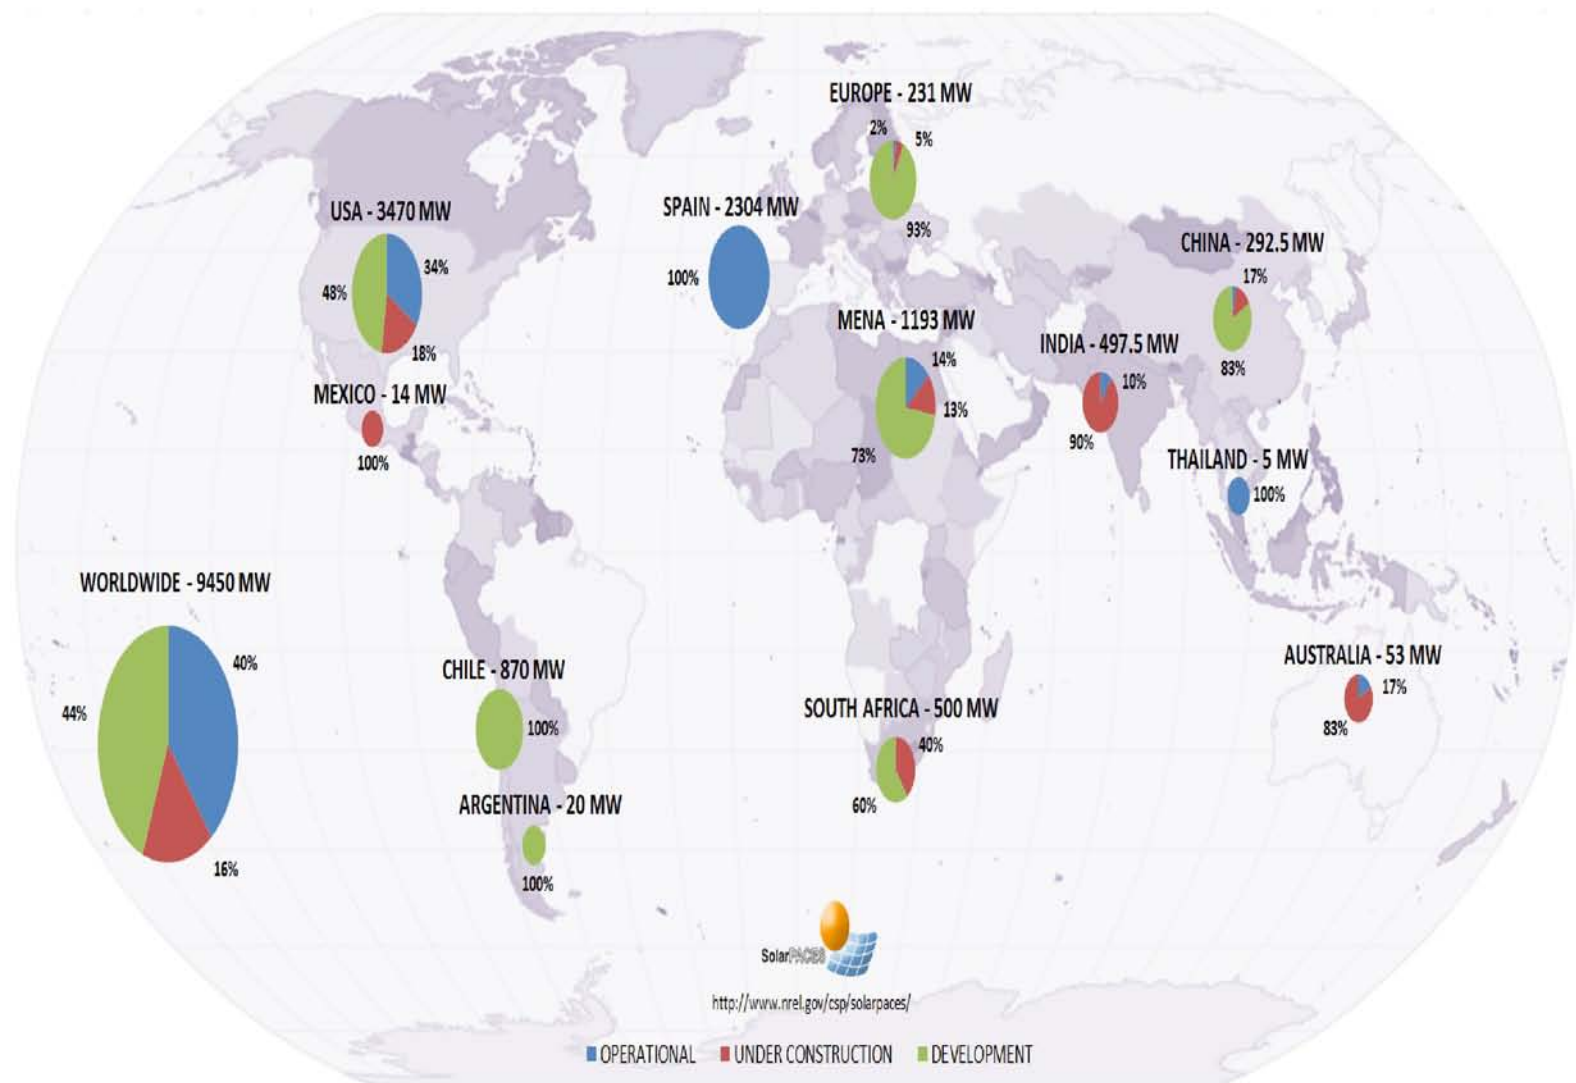 EUROPE - 231 MW
2%
5%
93%
USA - 3470 MW
34%
48%
18%
SPAIN - 2304 MW
100%
CHINA - 292.5 MW
17%
83%
MENA - 1193 MW
14%
13%
73%
INDIA - 497.5 MW
10%
90%
MEXICO - 14 MW
100%
THAILAND - 5 MW
100%
WORLDWIDE - 9450 MW
40%
44%
16%
CHILE - 870 MW
100%
AUSTRALIA - 53 MW
17%
83%
SOUTH AFRICA - 500 MW
40%
60%
ARGENTINA - 20 MW
100%
SolarPACES
http://www.nrel.gov/csp/solarpaces/
OPERATIONAL UNDER CONSTRUCTION DEVELOPMENT